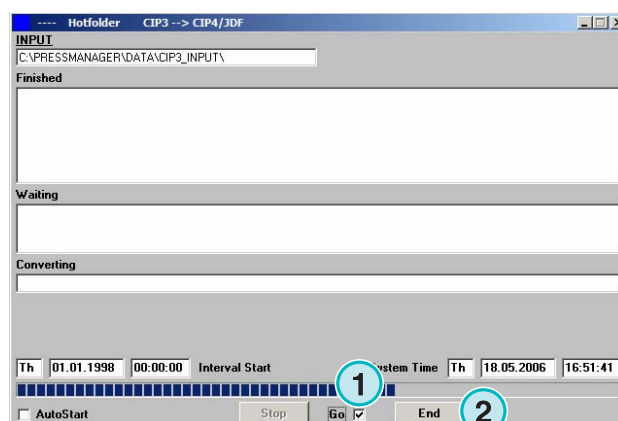 ---- Hotfolder CIP3 --> CIP4/JDF
INPUT
C:\PRESSMANAGER\DATA\CIP3_INPUT\
Finished
Waiting
Converting
Th 01.01.1998 00:00:00 Interval Start ystem Time Th 18.05.2006 16:51:41
1
AutoStart Stop Go End 2